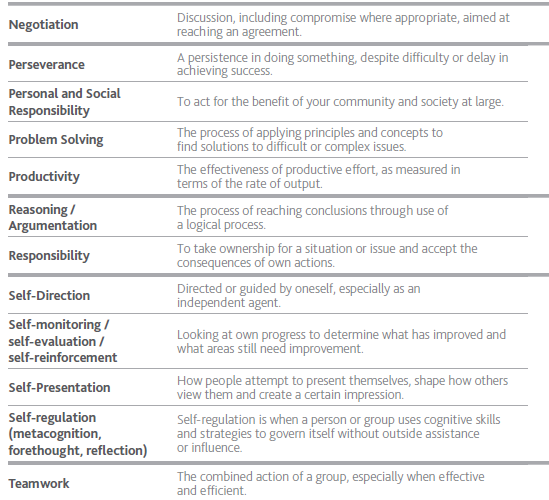 Negotiation
Discussion, including compromise where appropriate, aimed at
reaching an agreement.
Perseverance
A persistence in doing something, despite difficulty or delay in
achieving success.
Personal and Social
Responsibility
To act for the benefit of your community and society at large.
Problem Solving
The process of applying principles and concepts to
find solutions to difficult or complex issues.
Productivity
The effectiveness of productive effort, as measured in
terms of the rate of output.
Reasoning /
Argumentation
The process of reaching conclusions through use of
a logical process.
Responsibility
To take ownership for a situation or issue and accept the
consequences of own actions.
Self-Direction
Directed or guided by oneself, especially as an
independent agent.
Self-monitoring /
self-evaluation /
self-reinforcement
Looking at own progress to determine what has improved and
what areas still need improvement.
Self-Presentation
How people attempt to present themselves, shape how others
view them and create a certain impression.
Self-regulation
(metacognition,
forethought, reflection)
Self-regulation is when a person or group uses cognitive skills
and strategies to govern itself without outside assistance
or influence.
Teamwork
The combined action of a group, especially when effective
and efficient.